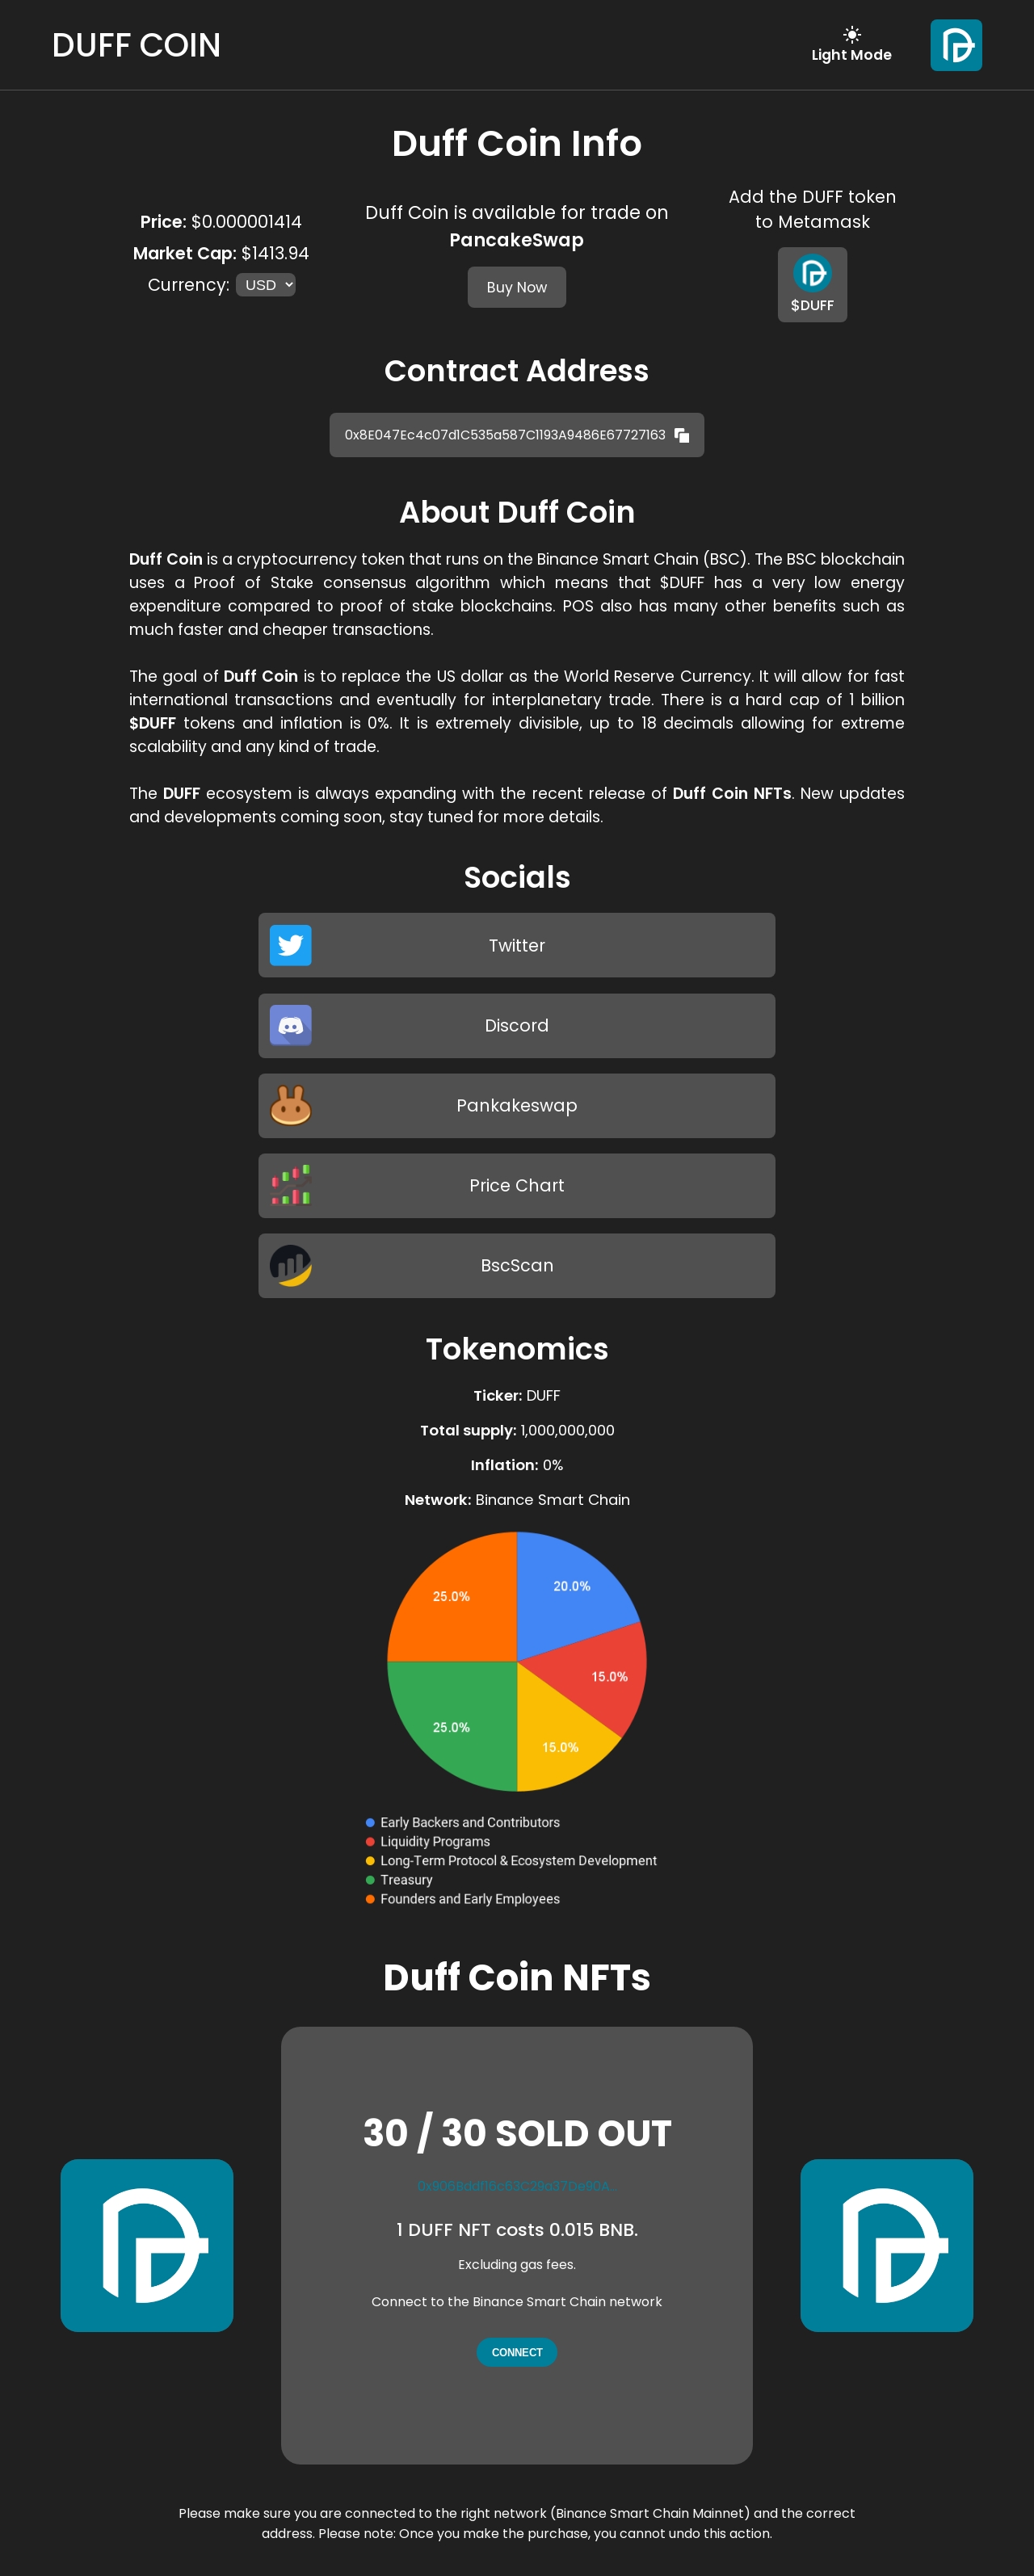 DUFF COIN
Light Mode
Duff Coin Info
Price: $0.000001414
Market Cap: $1413.94
Currency: USD
Duff Coin is available for trade on
PancakeSwap
Buy Now
Add the DUFF token
to Metamask
$DUFF
Contract Address
0x8E047Ec4c07d1C535a587C1193A9486E67727163
About Duff Coin
Duff Coin is a cryptocurrency token that runs on the Binance Smart Chain (BSC). The BSC blockchain
uses a Proof of Stake consensus algorithm which means that $DUFF has a very low energy
expenditure compared to proof of stake blockchains. POS also has many other benefits such as
much faster and cheaper transactions.
The goal of Duff Coin is to replace the US dollar as the World Reserve Currency. It will allow for fast
international transactions and eventually for interplanetary trade. There is a hard cap of 1 billion
$DUFF tokens and inflation is 0%. It is extremely divisible, up to 18 decimals allowing for extreme
scalability and any kind of trade.
The DUFF ecosystem is always expanding with the recent release of Duff Coin NFTs. New updates
and developments coming soon, stay tuned for more details.
Socials
Twitter
Discord
Pankakeswap
Price Chart
BscScan
Tokenomics
Ticker: DUFF
Total supply: 1,000,000,000
Inflation: 0%
Network: Binance Smart Chain
25.0%
20.0%
15.0%
25.0%
15.0%
Early Backers and Contributors
Liquidity Programs
Long-Term Protocol & Ecosystem Development
Treasury
Founders and Early Employees
Duff Coin NFTs
30 / 30 SOLD OUT
1 DUFF NFT costs 0.015 BNB.
Excluding gas fees.
Connect to the Binance Smart Chain network
CONNECT
Please make sure you are connected to the right network (Binance Smart Chain Mainnet) and the correct
address. Please note: Once you make the purchase, you cannot undo this action.